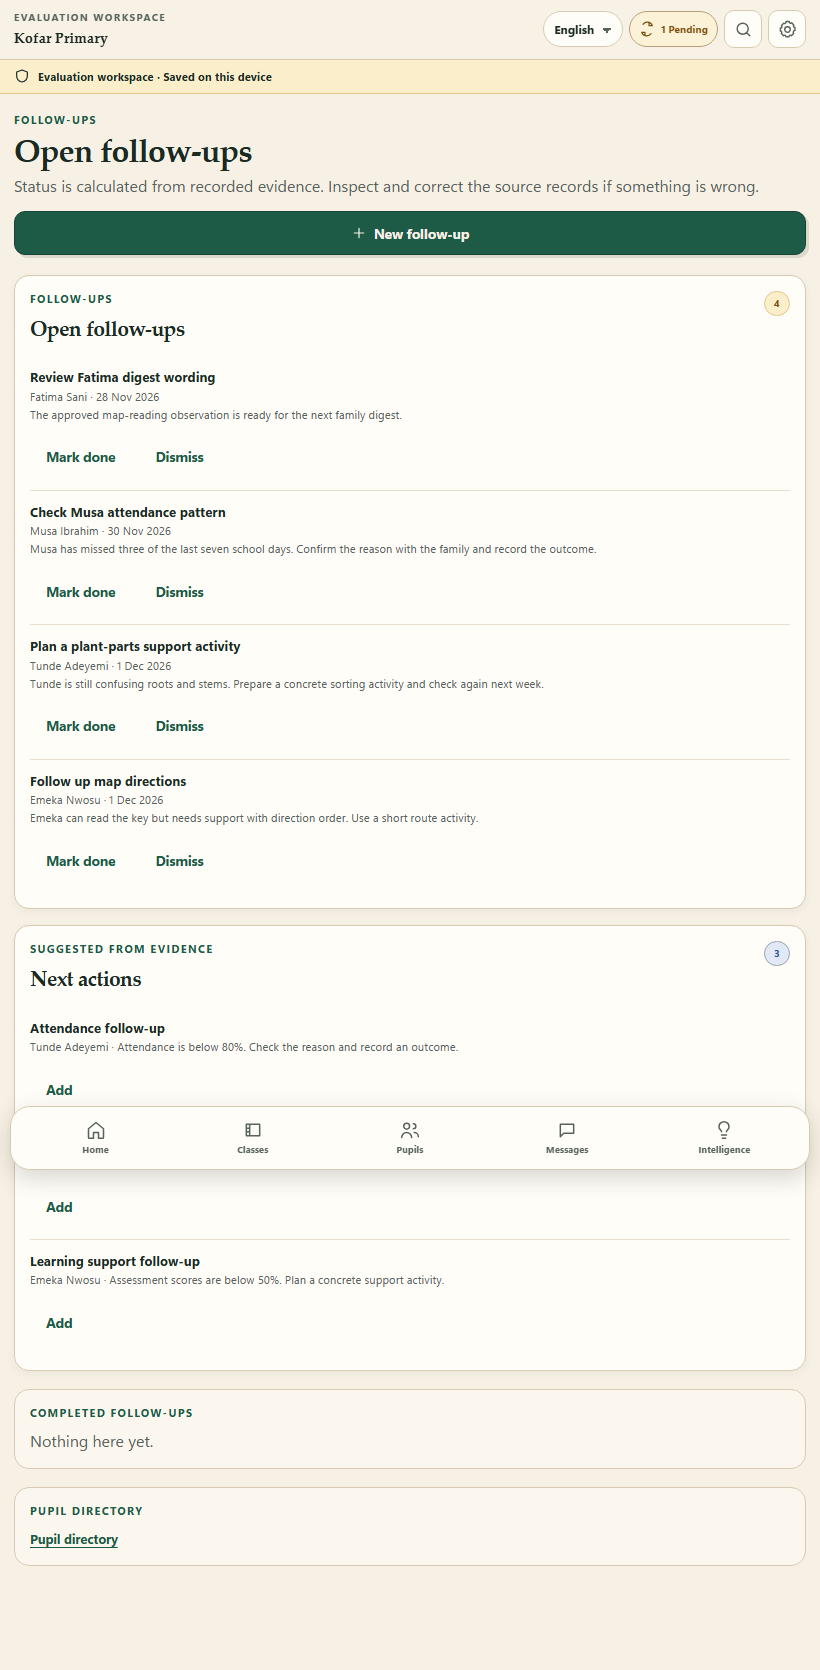 EVALUATION WORKSPACE
Kofar Primary
English
1 Pending
Evaluation workspace · Saved on this device
FOLLOW-UPS
Open follow-ups
Status is calculated from recorded evidence. Inspect and correct the source records if something is wrong.
+ New follow-up
FOLLOW-UPS
4
Open follow-ups
Review Fatima digest wording
Fatima Sani · 28 Nov 2026
The approved map-reading observation is ready for the next family digest.
Mark done Dismiss
Check Musa attendance pattern
Musa Ibrahim · 30 Nov 2026
Musa has missed three of the last seven school days. Confirm the reason with the family and record the outcome.
Mark done Dismiss
Plan a plant-parts support activity
Tunde Adeyemi · 1 Dec 2026
Tunde is still confusing roots and stems. Prepare a concrete sorting activity and check again next week.
Mark done Dismiss
Follow up map directions
Emeka Nwosu · 1 Dec 2026
Emeka can read the key but needs support with direction order. Use a short route activity.
Mark done Dismiss
SUGGESTED FROM EVIDENCE
3
Next actions
Attendance follow-up
Tunde Adeyemi · Attendance is below 80%. Check the reason and record an outcome.
Add
Home Classes Pupils Messages Intelligence
Add
Learning support follow-up
Emeka Nwosu · Assessment scores are below 50%. Plan a concrete support activity.
Add
COMPLETED FOLLOW-UPS
Nothing here yet.
PUPIL DIRECTORY
Pupil directory